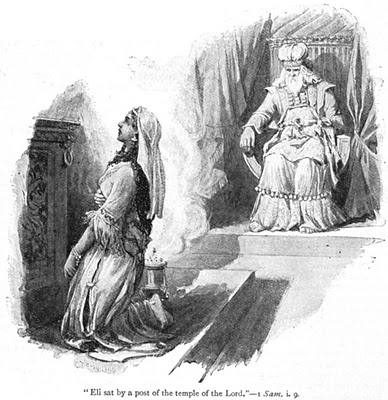 “Eli sat by a post of the temple of the Lord.”—1 Sam. i. 9.